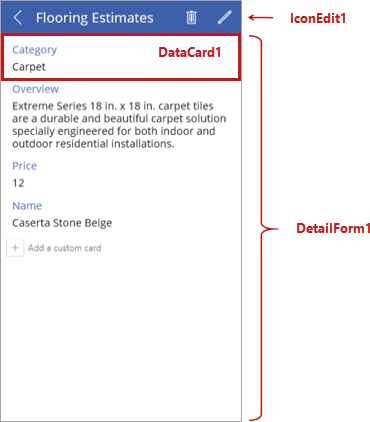 Flooring Estimates
IconEdit1
Category
DataCard1
Carpet
Overview
Extreme Series 18 in. x 18 in. carpet tiles
are a durable and beautiful carpet solution
specially engineered for both indoor and
outdoor residential installations.
Price
12
Name
Caserta Stone Beige
DetailForm1
Add a custom card